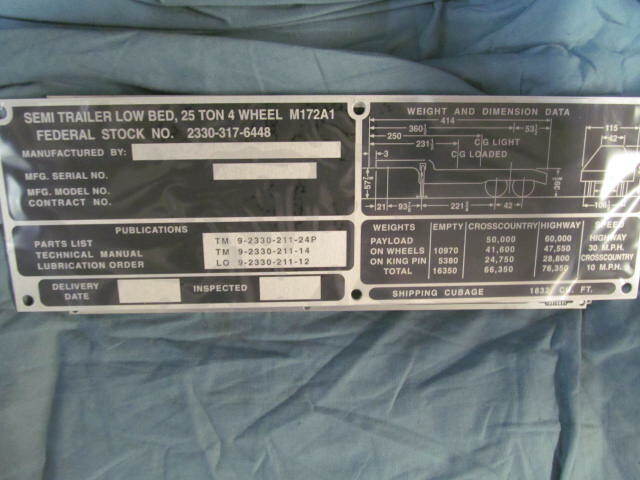 SEMI TRAILER LOW BED, 25 TON 4 WHEEL M172A1
FEDERAL STOCK NO. 2330-317-6448
MANUFACTURED BY:
MFG. SERIAL NO.
MFG. MODEL NO.
CONTRACT NO.
PUBLICATIONS
PARTS LIST TM 9-2330-211-24P
TECHNICAL MANUAL TM 9-2330-211-14
LUBRICATION ORDER LO 9-2330-211-12
DELIVERY DATE
INSPECTED
WEIGHT AND DIMENSION DATA
414
115
42
250
CG LIGHT
CG LOADED
3
21
42
WEIGHTS EMPTY CROSSCOUNTRY HIGHWAY SPEED
PAYLOAD 50,000 60,000 HIGHWAY
ON WHEELS 10970 41,600 47,550 30 M.P.H.
ON KING PIN 5380 24,750 28,800 CROSSCOUNTRY
TOTAL 16350 66,350 76,350 10 M.P.H.
SHIPPING CUBAGE CU. FT.